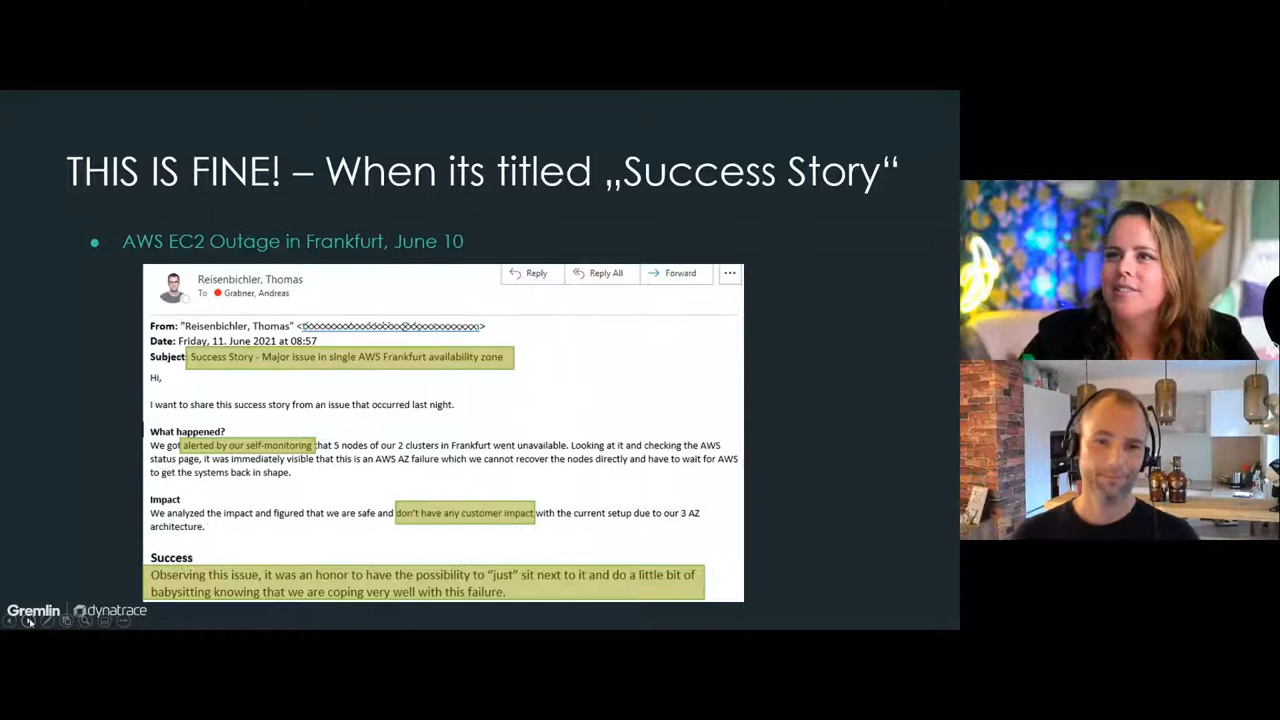 THIS IS FINE! – When its titled „Success Story“
● AWS EC2 Outage in Frankfurt, June 10
Reisenbichler, Thomas
To Grabner, Andreas
Reply
Reply All
Forward
From: "Reisenbichler, Thomas" <
Date: Friday, 11. June 2021 at 08:57
Subject: Success Story - Major issue in single AWS Frankfurt availability zone
Hi,
I want to share this success story from an issue that occurred last night.
What happened?
We got alerted by our self-monitoring that 5 nodes of our 2 clusters in Frankfurt went unavailable. Looking at it and checking the AWS
status page, it was immediately visible that this is an AWS AZ failure which we cannot recover the nodes directly and have to wait for AWS
to get the systems back in shape.
Impact
We analyzed the impact and figured that we are safe and don't have any customer impact with the current setup due to our 3 AZ
architecture.
Success
Observing this issue, it was an honor to have the possibility to “just” sit next to it and do a little bit of
babysitting knowing that we are coping very well with this failure.
Gremlin | dynatrace